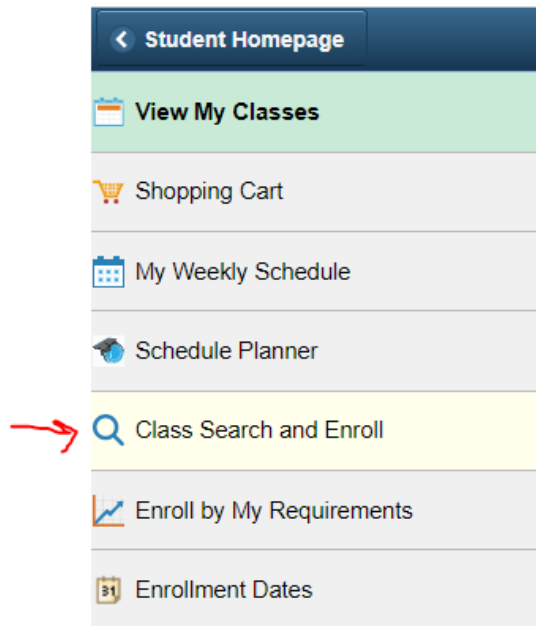 Student Homepage
View My Classes
Shopping Cart
My Weekly Schedule
Schedule Planner
Class Search and Enroll
Enroll by My Requirements
31
Enrollment Dates